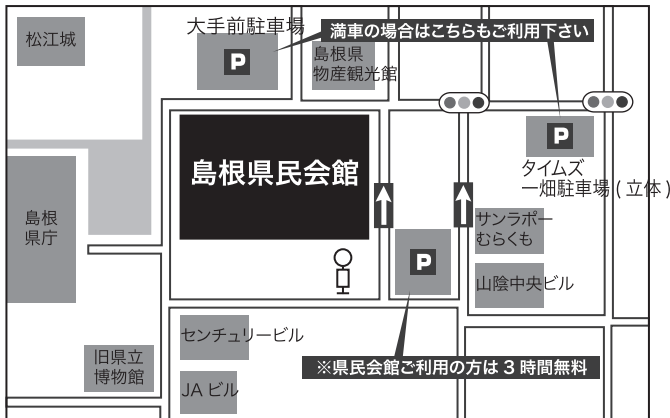 松江城
大手前駐車場
P
満車の場合はこちらもご利用下さい
島根県
物産観光館
P
タイムズ
一畑駐車場(立体)
島根県民会館
島根
県庁
サンラポー
むらくも
P
山陰中央ビル
センチュリービル
旧県立
博物館
※県民会館ご利用の方は3時間無料
JAビル